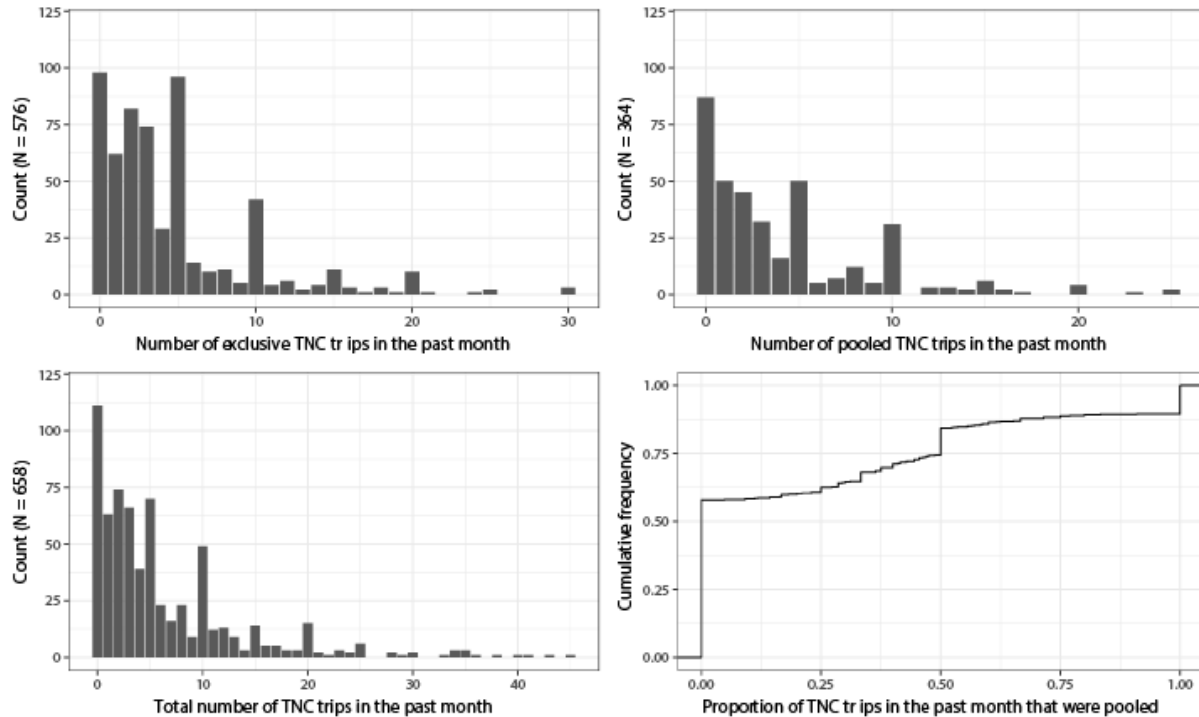 125
100
75
50
25
0
Count (N = 576)
0 10 20 30
Number of exclusive TNC tr ips in the past month
125
100
75
50
25
0
Count (N = 364)
0 10 20
Number of pooled TNC trips in the past month
125
100
75
50
25
0
Count (N = 658)
0 10 20 30 40
Total number of TNC trips in the past month
1.00
0.75
0.50
0.25
0.00
Cumulative frequency
0.00 0.25 0.50 0.75 1.00
Proportion of TNC tr ips in the past month that were pooled